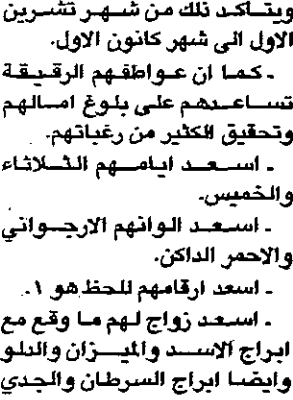 ويتأكد ذلك من شهر تشرين
الاول الى شهر كانون الاول.
- كما ان عواطفهم الرقيقة
تساعدهم على بلوغ امالهم
وتحقيق الكثير من رغباتهم.
- اسعد ايامهم الثلاثاء
والخميس.
- اسعد الوانهم الارجواني
والاحمر الداكن.
- اسعد ارقامهم للحظ هو ١.
- اسعد زواج لهم ما وقع مع
ابراج الاسد والميزان والدلو
وايضا ابراج السرطان والجدي